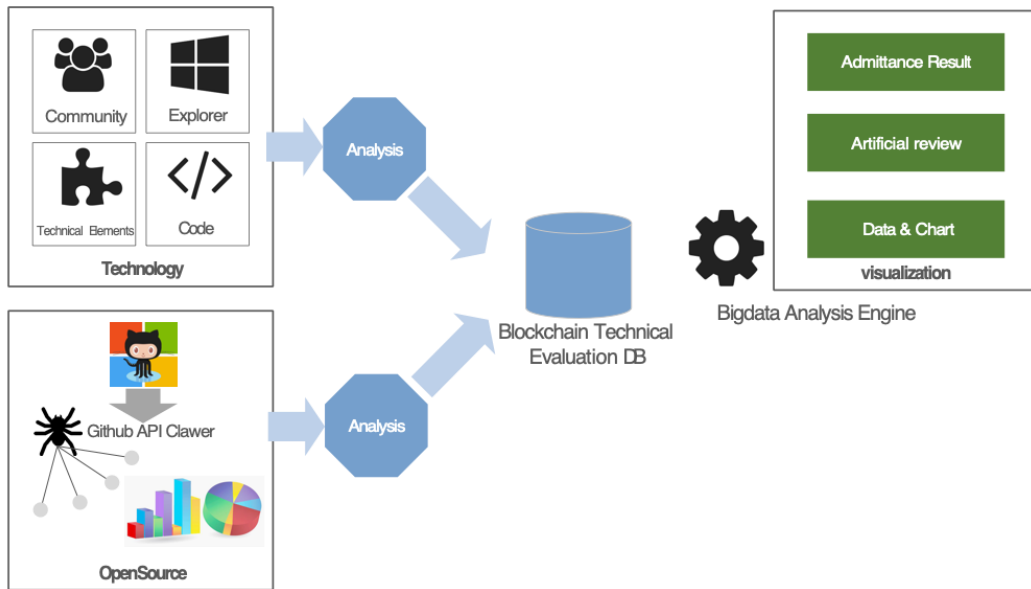 Community
Explorer
Technical Elements
Code
Technology
Analysis
Github API Clawer
OpenSource
Analysis
Blockchain Technical
Evaluation DB
Bigdata Analysis Engine
Admittance Result
Artificial review
Data & Chart
visualization